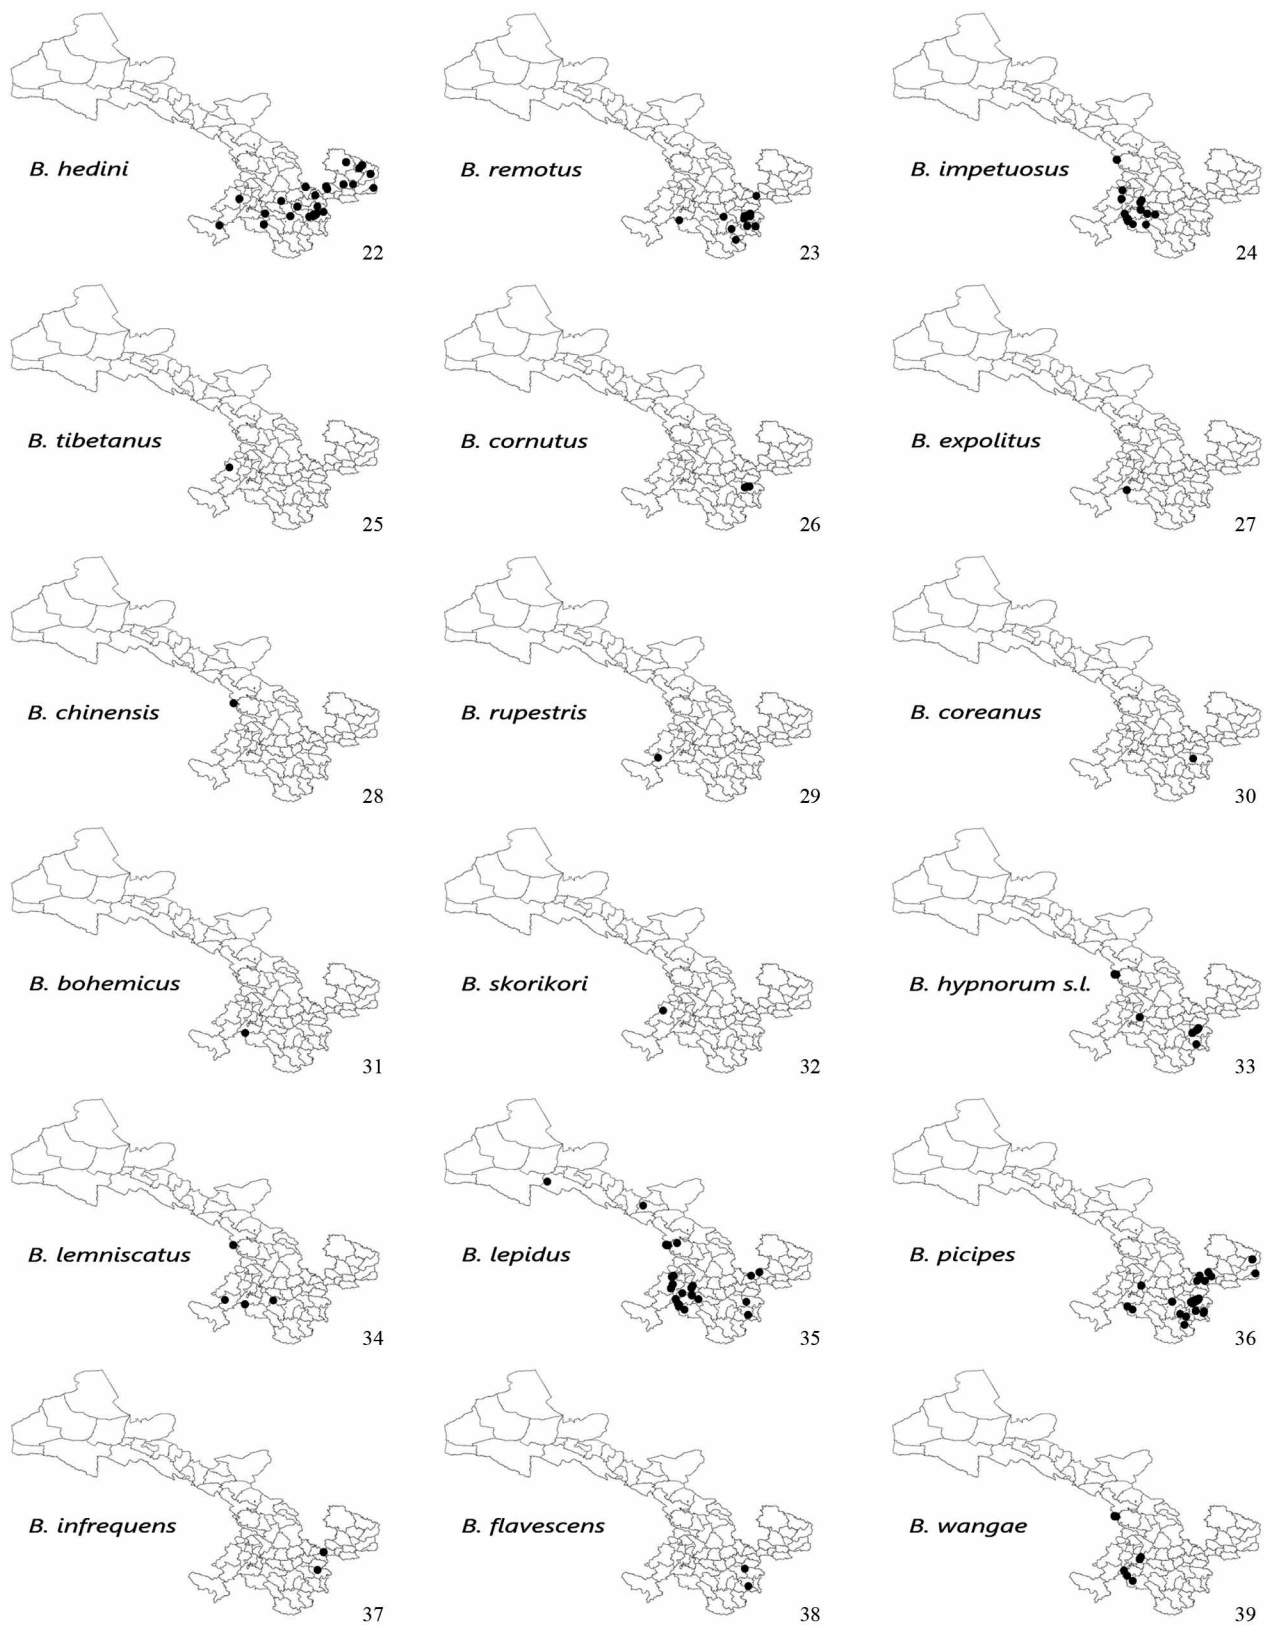 B. hedini
22
B. remotus
23
B. impetuosus
24
B. tibetanus
25
B. cornutus
26
B. expolitus
27
B. chinensis
28
B. rupestris
29
B. coreanus
30
B. bohemicus
31
B. skorikori
32
B. hypnorum s.l.
33
B. lemniscatus
34
B. lepidus
35
B. picipes
36
B. infrequens
37
B. flavescens
38
B. wangae
39